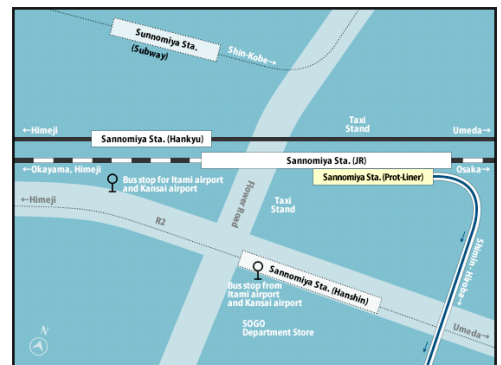 Sunnomiya Sta.
(Subway)
Shin-Kobe→
Taxi
Stand
←Himeji
Sannomiya Sta. (Hankyu)
Umeda→
Sannomiya Sta. (JR)
←Okayama, Himeji
Osaka→
Sannomiya Sta. (Prot-Liner)
Bus stop for Itami airport
and Kansai airport
←Himeji
Flower Road
Taxi
Stand
R2
Shimin-Hiroba→
Sannomiya Sta. (Hanshin)
Bus stop from
Itami airport
and Kansai airport
SOGO
Department Store
Umeda→
N